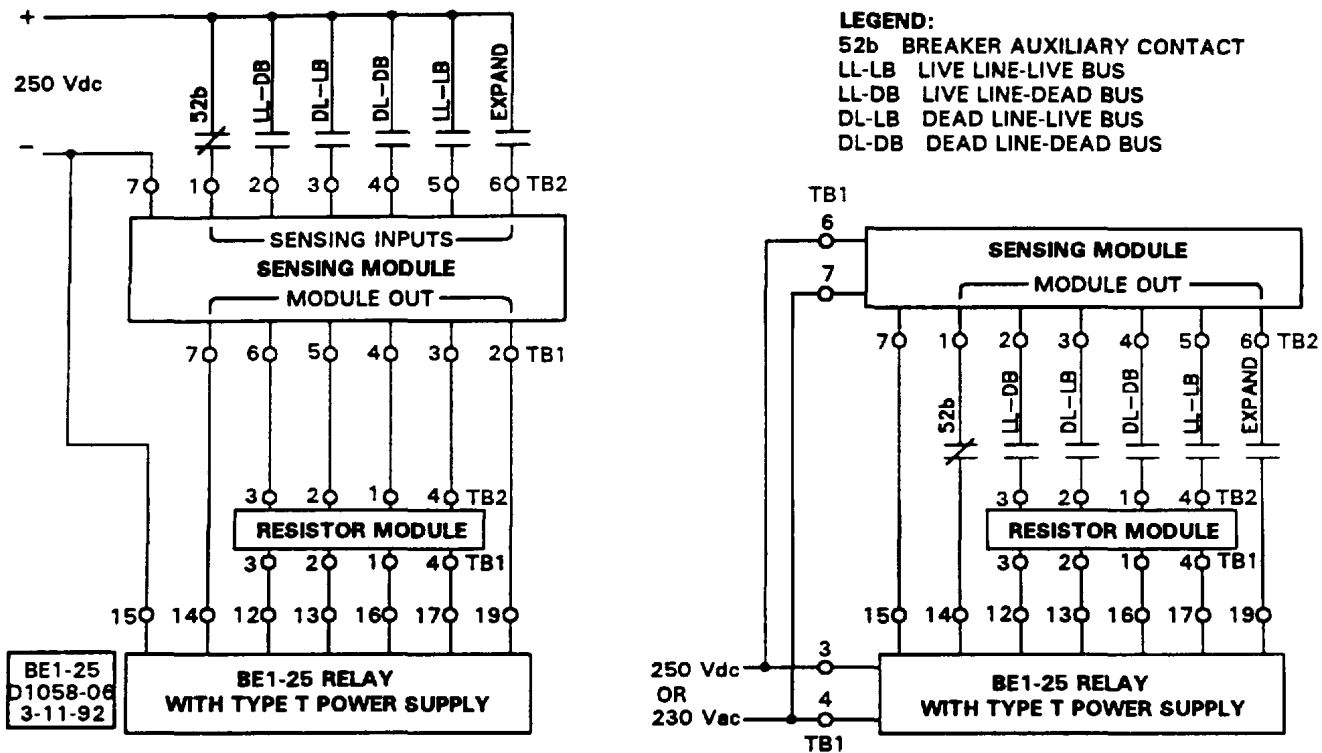 +
250 Vdc
−
52b
LL-DB
DL-LB
DL-DB
LL-LB
EXPAND
7 1 2 3 4 5 6 TB2
SENSING INPUTS
SENSING MODULE
MODULE OUT
7 6 5 4 3 2 TB1
3 2 1 4 TB2
RESISTOR MODULE
3 2 1 4 TB1
15 14 12 13 16 17 19
BE1-25 RELAY
WITH TYPE T POWER SUPPLY
BE1-25
D1058-06
3-11-92
LEGEND:
52b BREAKER AUXILIARY CONTACT
LL-LB LIVE LINE-LIVE BUS
LL-DB LIVE LINE-DEAD BUS
DL-LB DEAD LINE-LIVE BUS
DL-DB DEAD LINE-DEAD BUS
TB1
6
7
SENSING MODULE
MODULE OUT
7 1 2 3 4 5 6 TB2
52b
LL-DB
DL-LB
DL-DB
LL-LB
EXPAND
3 2 1 4 TB2
RESISTOR MODULE
3 2 1 4 TB1
15 14 12 13 16 17 19
250 Vdc
OR
230 Vac
3
4
TB1
BE1-25 RELAY
WITH TYPE T POWER SUPPLY